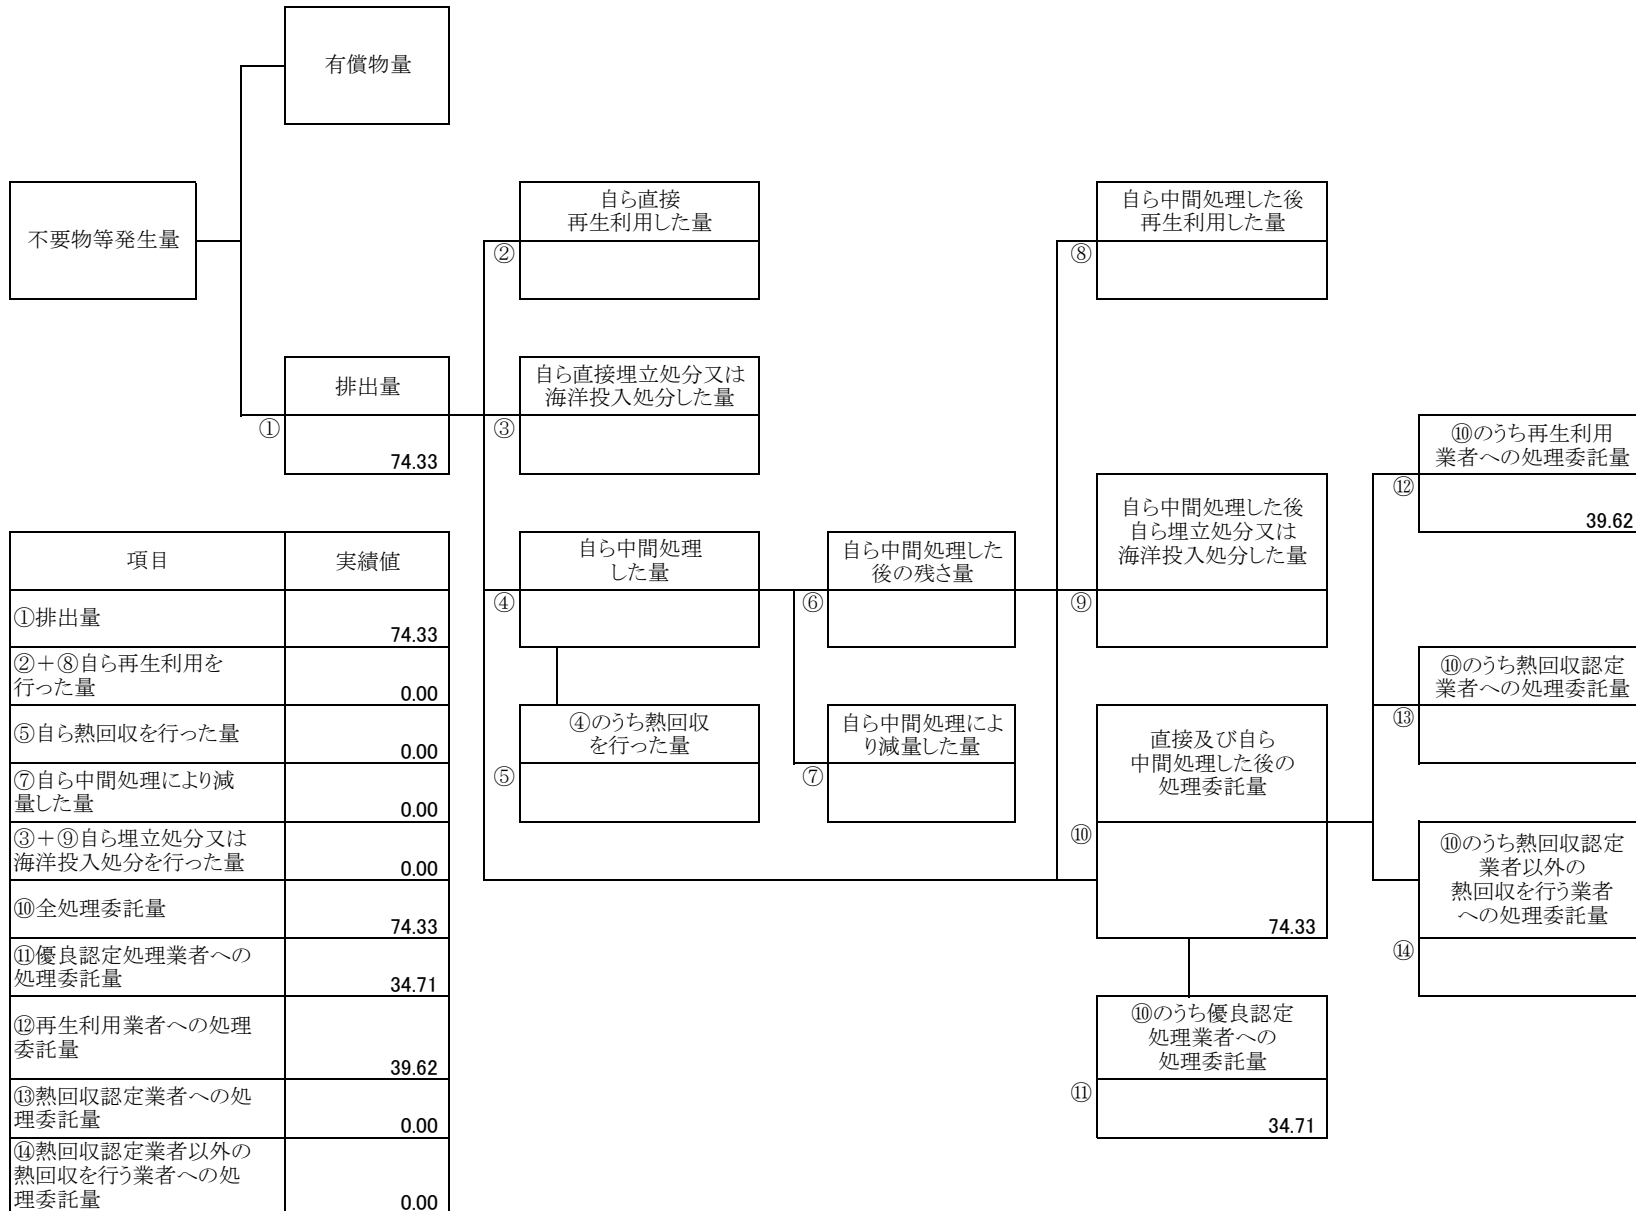 有償物量
不要物等発生量
自ら直接
再生利用した量
②
自ら中間処理した後
再生利用した量
⑧
排出量
①
74.33
自ら直接埋立処分又は
海洋投入処分した量
③
⑩のうち再生利用
業者への処理委託量
⑫
39.62
自ら中間処理
した量
④
自ら中間処理した
後の残さ量
⑥
自ら中間処理した後
自ら埋立処分又は
海洋投入処分した量
⑨
④のうち熱回収
を行った量
⑤
自ら中間処理によ
り減量した量
⑦
直接及び自ら
中間処理した後の
処理委託量
⑩
74.33
⑩のうち熱回収認定
業者への処理委託量
⑬
⑩のうち熱回収認定
業者以外の
熱回収を行う業者
への処理委託量
⑭
⑩のうち優良認定
処理業者への
処理委託量
⑪
34.71
項目 実績値
①排出量
74.33
②+⑧自ら再生利用を
行った量
0.00
⑤自ら熱回収を行った量
0.00
⑦自ら中間処理により減
量した量
0.00
③+⑨自ら埋立処分又は
海洋投入処分を行った量
0.00
⑩全処理委託量
74.33
⑪優良認定処理業者への
処理委託量
34.71
⑫再生利用業者への処理
委託量
39.62
⑬熱回収認定業者への処
理委託量
0.00
⑭熱回収認定業者以外の
熱回収を行う業者への処
理委託量
0.00